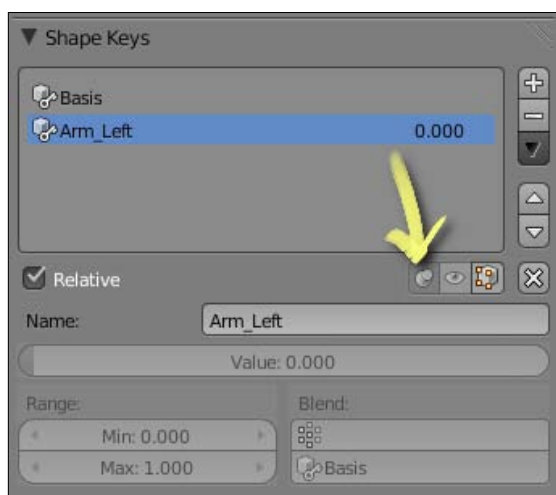 Shape Keys
Basis
Arm_Left 0.000
Relative
Name: Arm_Left
Value: 0.000
Range: Blend:
Min: 0.000
Max: 1.000 Basis